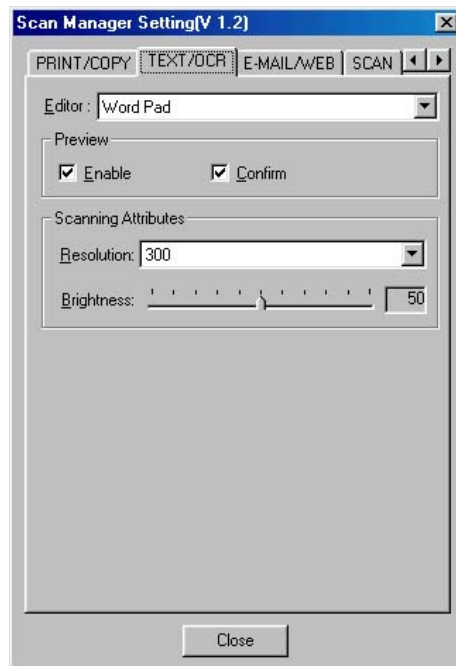 Scan Manager Setting(V 1.2)
PRINT/COPY TEXT/OCR E-MAIL/WEB SCAN
Editor : Word Pad
Preview
Enable Confirm
Scanning Attributes
Resolution: 300
Brightness: 50
Close